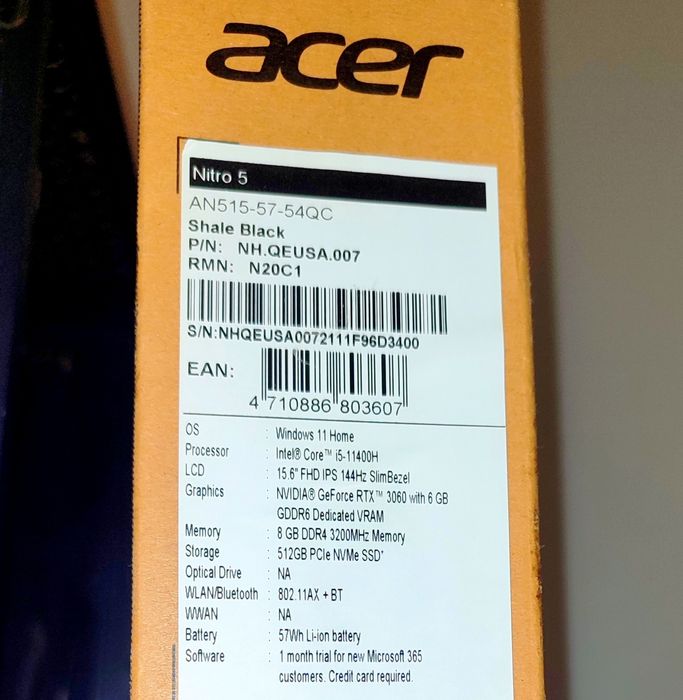 acer
Nitro 5
AN515-57-54QC
Shale Black
P/N: NH.QEUSA.007
RMN: N20C1
S/N:NHQEUSA0072111F96D3400
EAN:
4 710886 803607
OS : Windows 11 Home
Processor : Intel® Core™ i5-11400H
LCD : 15.6" FHD IPS 144Hz SlimBezel
Graphics : NVIDIA® GeForce RTX™ 3060 with 6 GB
GDDR6 Dedicated VRAM
Memory : 8 GB DDR4 3200MHz Memory
Storage : 512GB PCIe NVMe SSD*
Optical Drive : NA
WLAN/Bluetooth : 802.11AX + BT
WWAN : NA
Battery : 57Wh Li-ion battery
Software : 1 month trial for new Microsoft 365
customers. Credit card required.